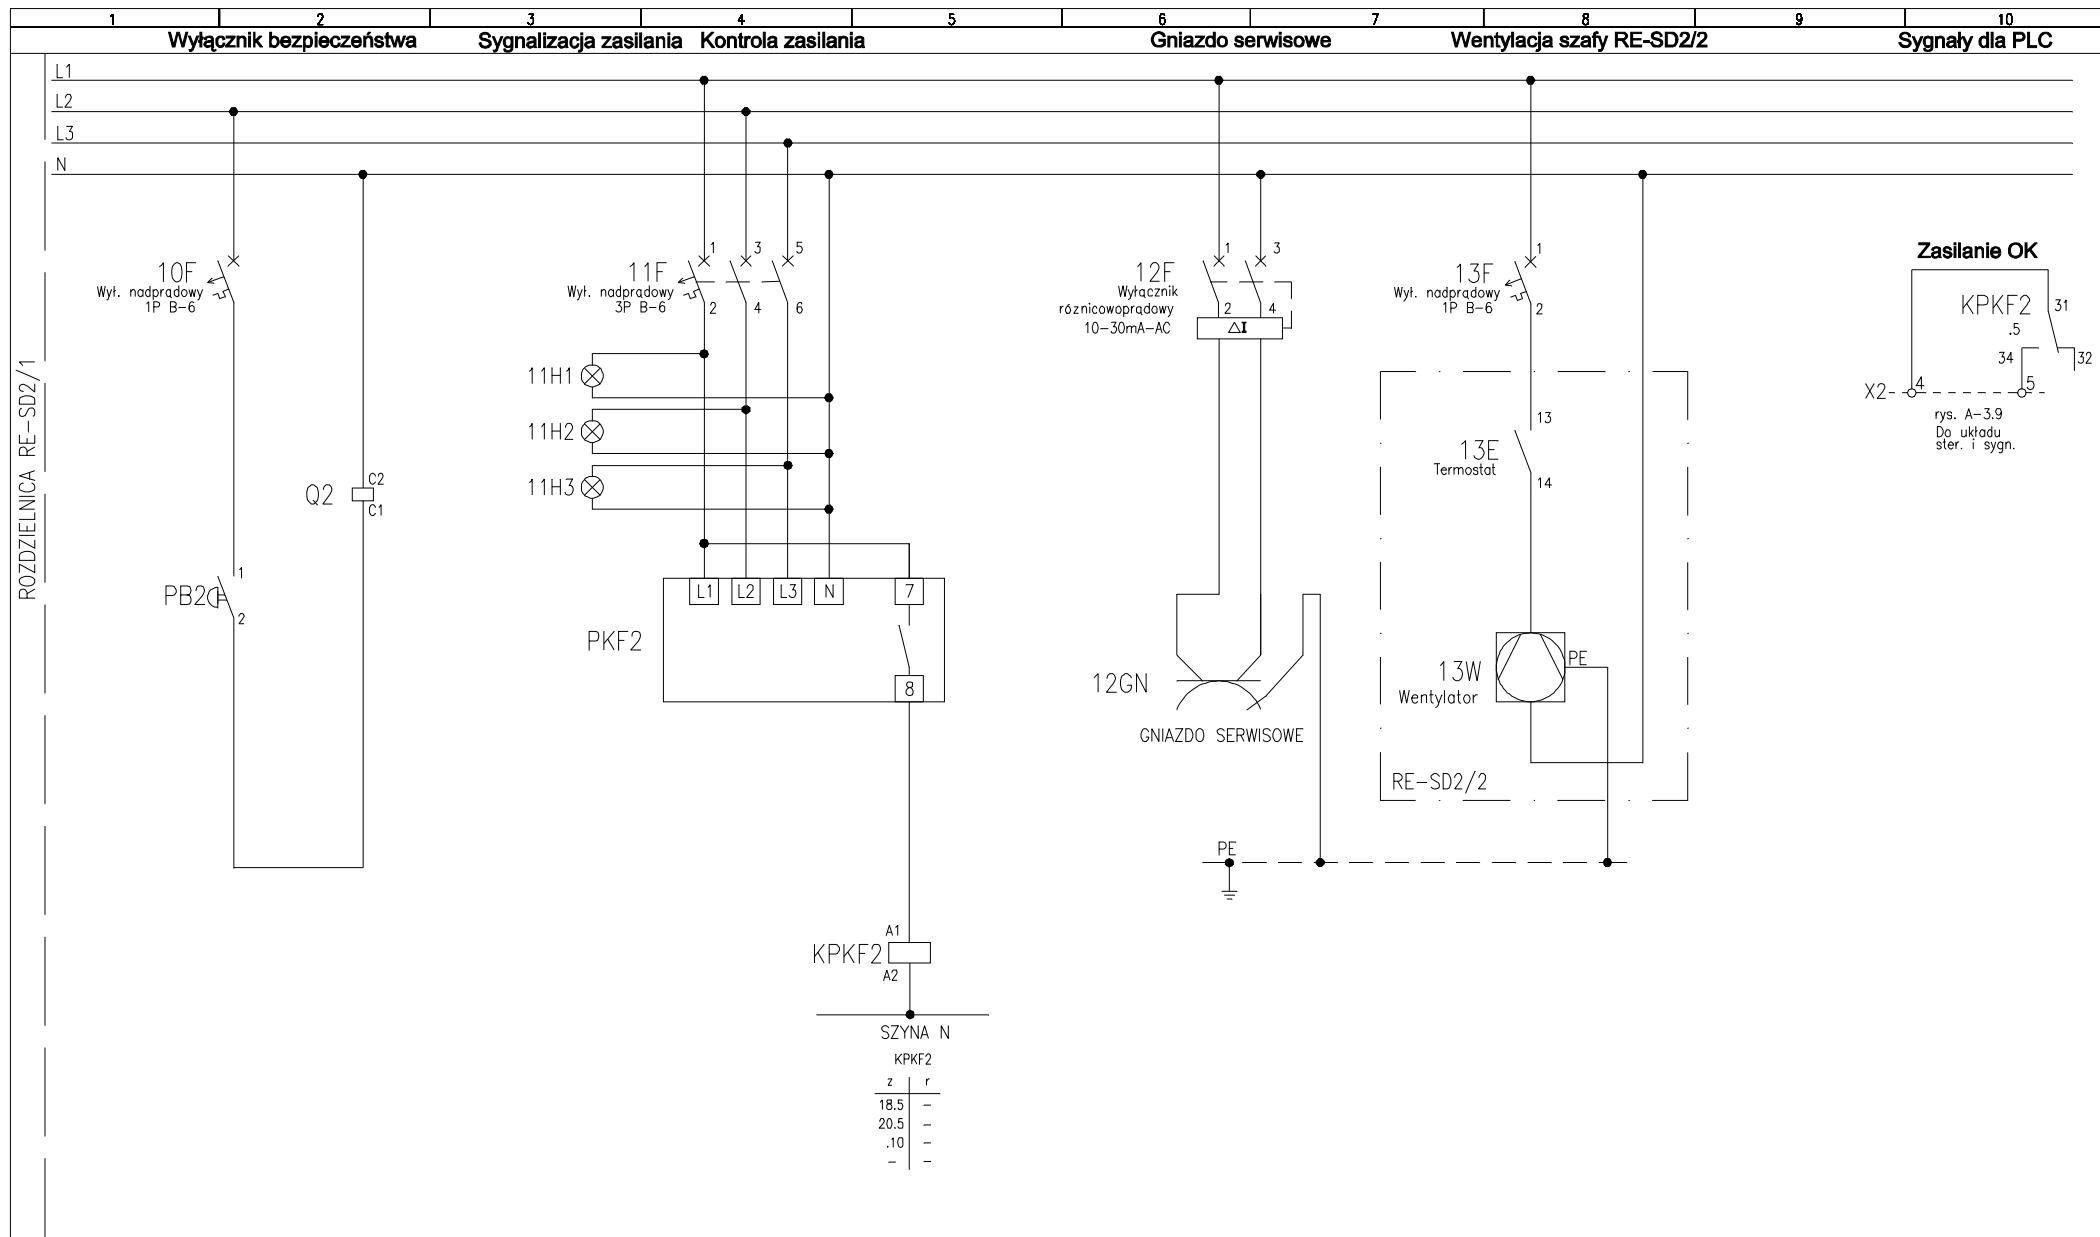 1 2 3 4 5 6 7 8 9 10
Wyłącznik bezpieczeństwa
Sygnalizacja zasilania
Kontrola zasilania
Gniazdo serwisowe
Wentylacja szafy RE-SD2/2
Sygnały dla PLC
L1
L2
L3
N
ROZDZIELNICA RE-SD2/1
10F
Wył. nadprądowy
1P B-6
PB2
1
2
Q2
C2
C1
11F
Wył. nadprądowy
3P B-6
1
3
5
2
4
6
11H1
11H2
11H3
L1
L2
L3
N
7
PKF2
8
A1
KPKF2
A2
SZYNA N
KPKF2
z r
18.5 -
20.5 -
.10 -
- -
12F
Wyłącznik
róznicowoprądowy
10-30mA-AC
1
3
2
4
ΔI
12GN
GNIAZDO SERWISOWE
PE
13F
Wył. nadprądowy
1P B-6
1
2
13
13E
Termostat
14
13W
Wentylator
PE
RE-SD2/2
Zasilanie OK
KPKF2
.5
31
34
32
X2
4
5
rys. A-3.9
Do układu
ster. i sygn.